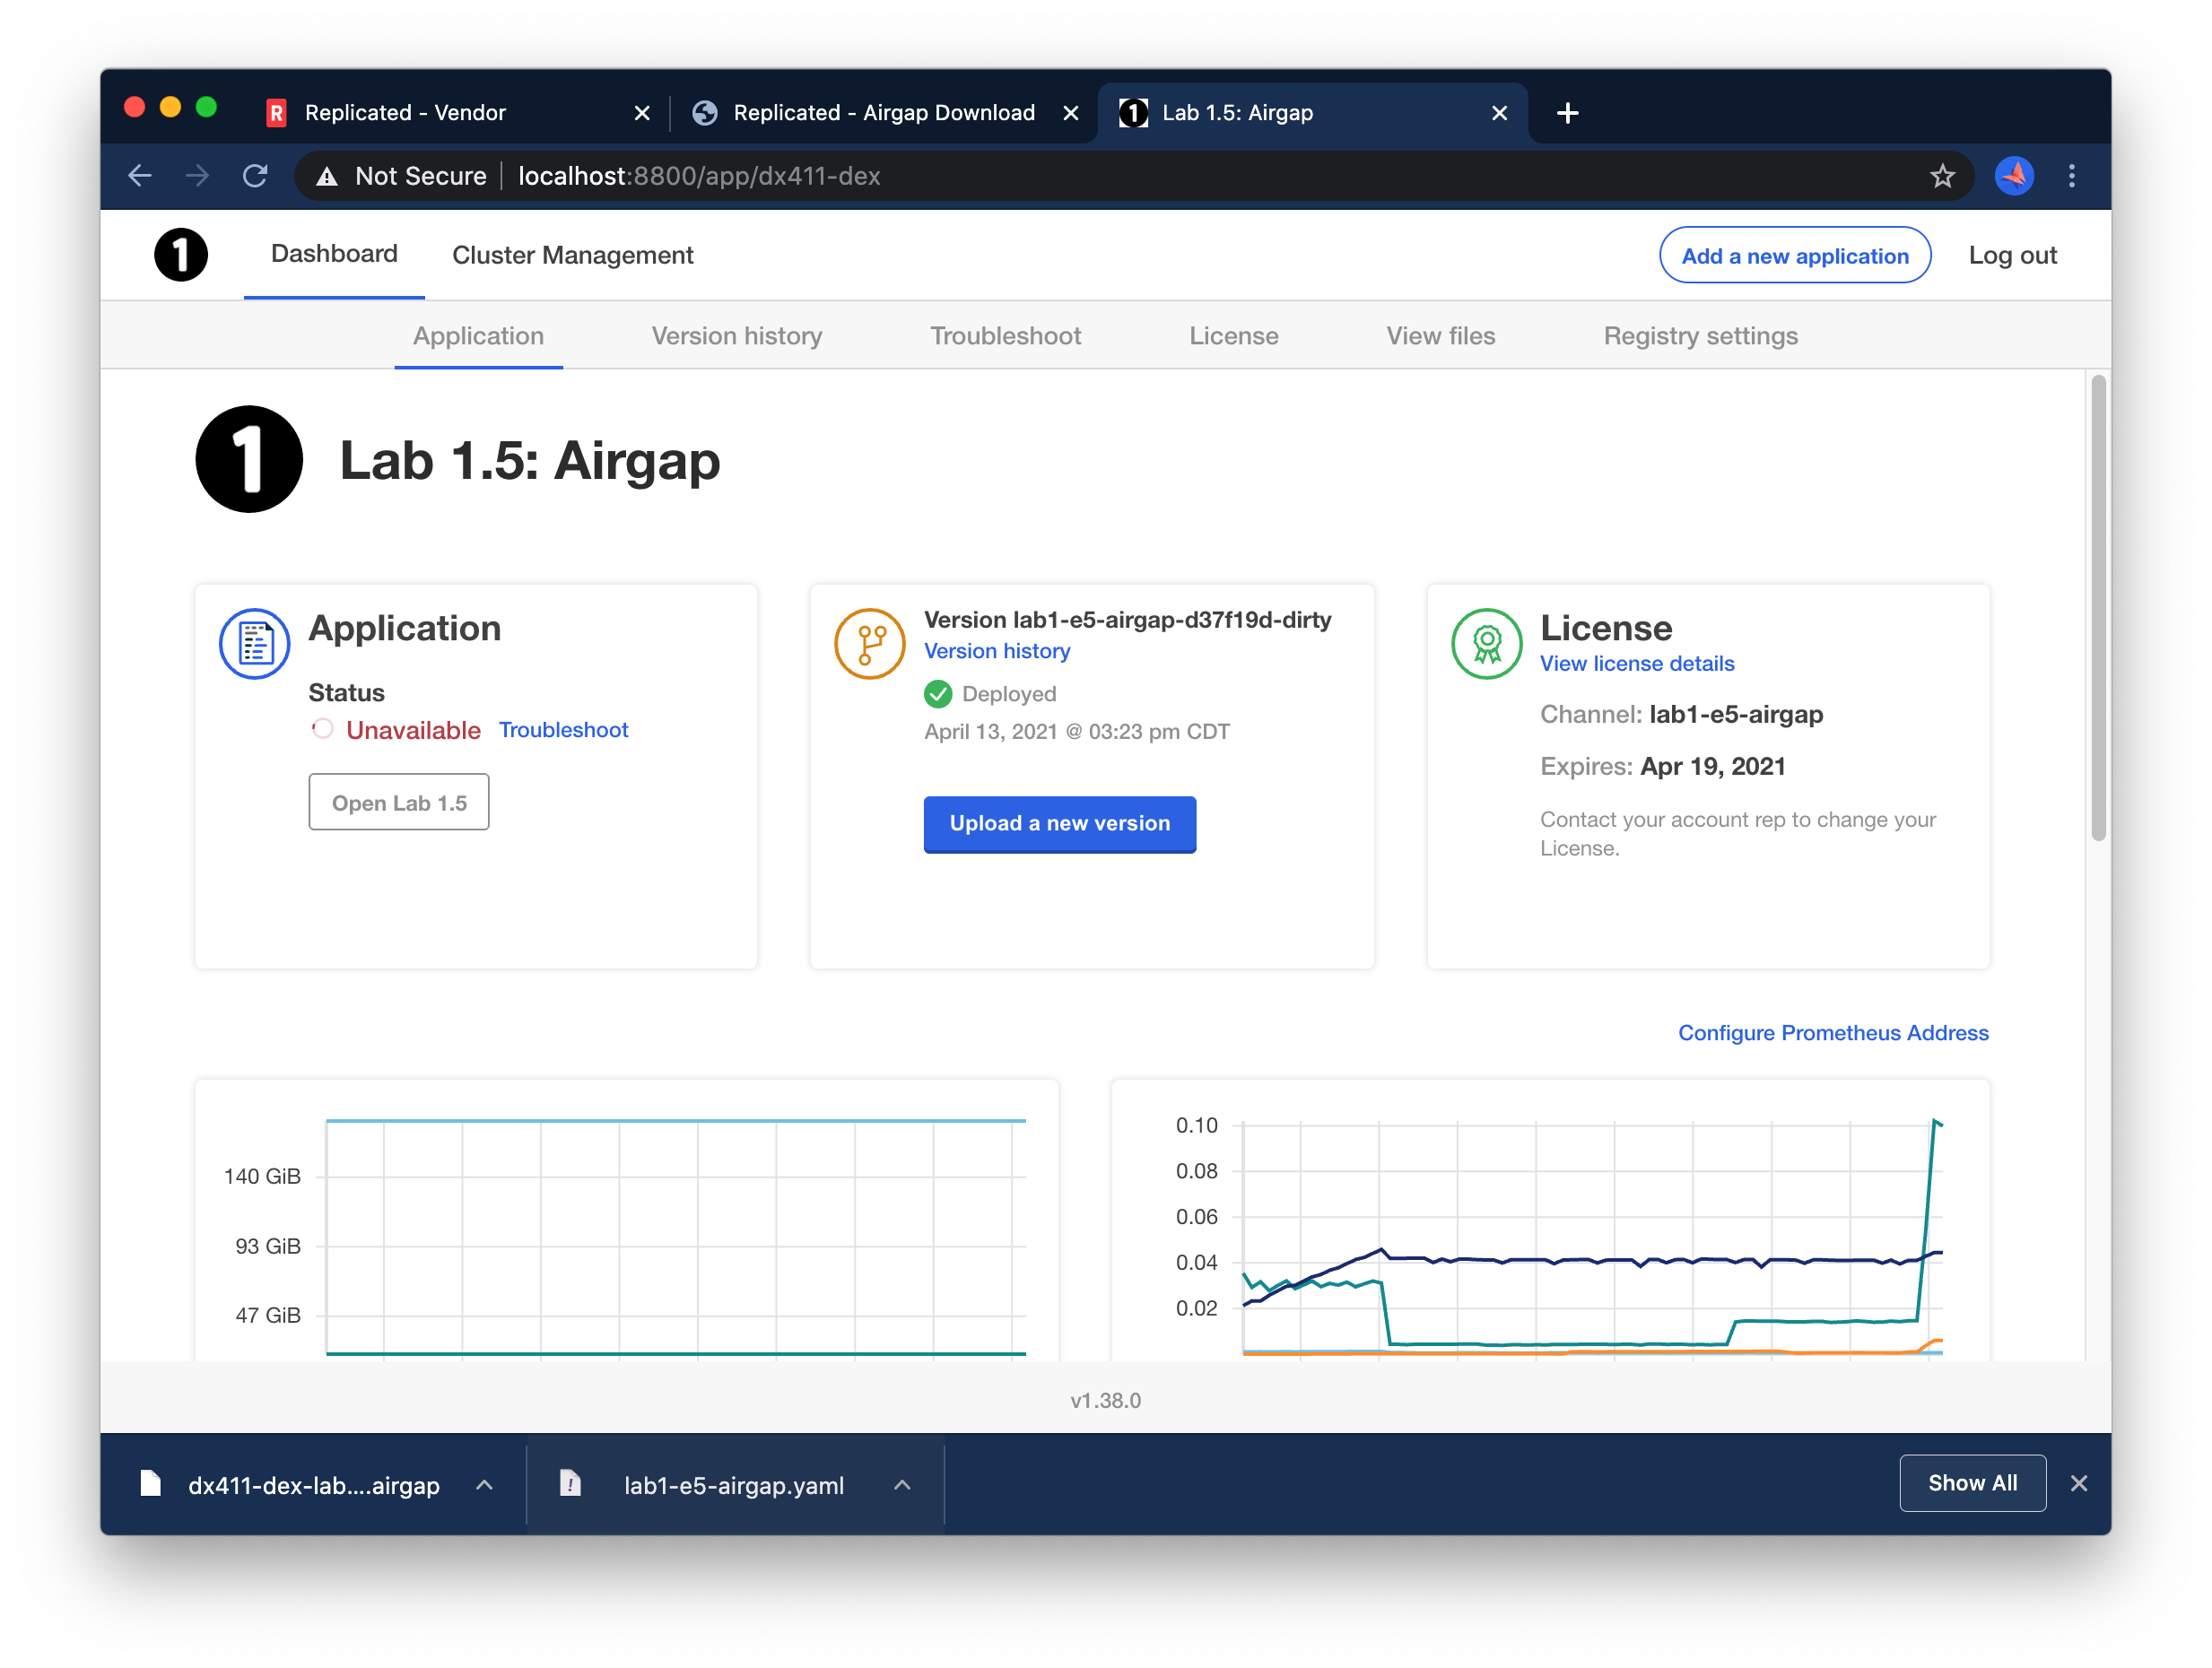 Replicated - Vendor
Replicated - Airgap Download
1 Lab 1.5: Airgap
Not Secure localhost:8800/app/dx411-dex
1 Dashboard Cluster Management Add a new application Log out
Application Version history Troubleshoot License View files Registry settings
1 Lab 1.5: Airgap
Application
Status
Unavailable Troubleshoot
Open Lab 1.5
Version lab1-e5-airgap-d37f19d-dirty
Version history
Deployed
April 13, 2021 @ 03:23 pm CDT
Upload a new version
License
View license details
Channel: lab1-e5-airgap
Expires: Apr 19, 2021
Contact your account rep to change your
License.
Configure Prometheus Address
140 GiB
93 GiB
47 GiB
0.10
0.08
0.06
0.04
0.02
v1.38.0
dx411-dex-lab....airgap
lab1-e5-airgap.yaml
Show All